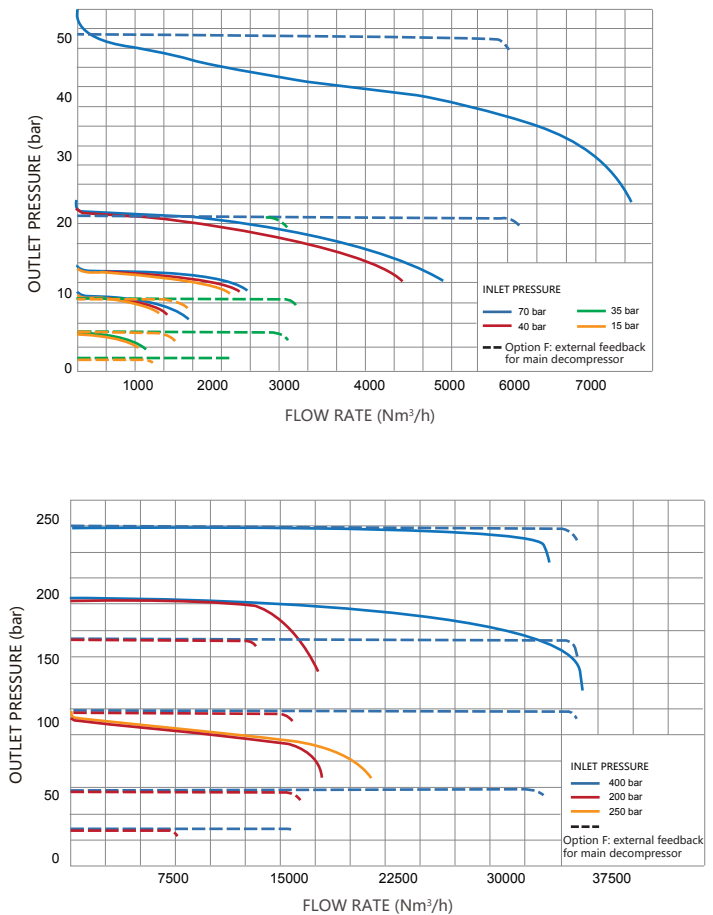 50
40
30
20
10
0
OUTLET PRESSURE (bar)
INLET PRESSURE
70 bar
35 bar
40 bar
15 bar
Option F: external feedback
for main decompressor
1000 2000 3000 4000 5000 6000 7000
FLOW RATE (Nm³/h)
250
200
150
100
50
0
OUTLET PRESSURE (bar)
INLET PRESSURE
400 bar
200 bar
250 bar
Option F: external feedback
for main decompressor
7500 15000 22500 30000 37500
FLOW RATE (Nm³/h)